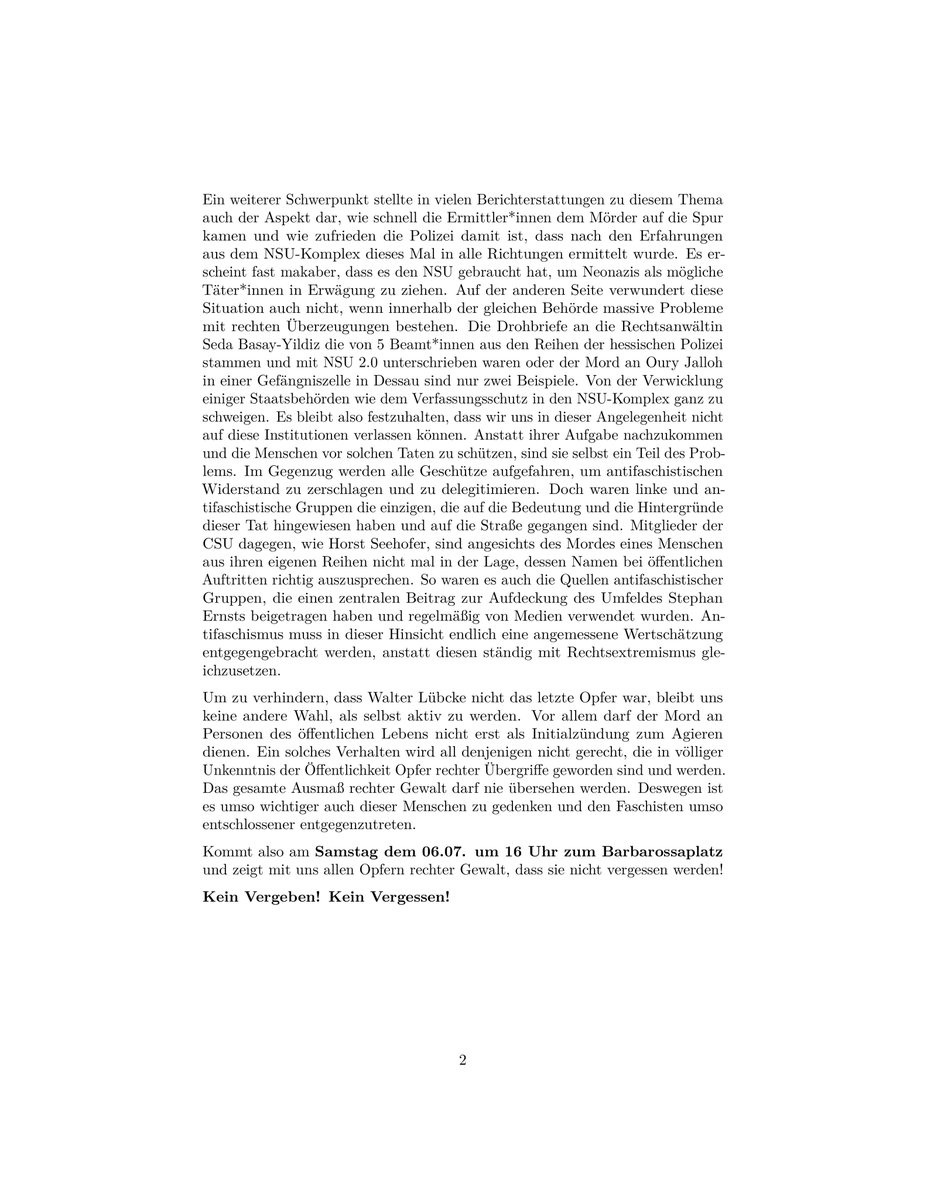 Ein weiterer Schwerpunkt stellte in vielen Berichterstattungen zu diesem Thema
auch der Aspekt dar, wie schnell die Ermittler*innen dem Mörder auf die Spur
kamen und wie zufrieden die Polizei damit ist, dass nach den Erfahrungen
aus dem NSU-Komplex dieses Mal in alle Richtungen ermittelt wurde. Es er-
scheint fast makaber, dass es den NSU gebraucht hat, um Neonazis als mögliche
Täter*innen in Erwägung zu ziehen. Auf der anderen Seite verwundert diese
Situation auch nicht, wenn innerhalb der gleichen Behörde massive Probleme
mit rechten Überzeugungen bestehen. Die Drohbriefe an die Rechtsanwältin
Seda Basay-Yildiz die von 5 Beamt*innen aus den Reihen der hessischen Polizei
stammen und mit NSU 2.0 unterschrieben waren oder der Mord an Oury Jalloh
in einer Gefängniszelle in Dessau sind nur zwei Beispiele. Von der Verwicklung
einiger Staatsbehörden wie dem Verfassungsschutz in den NSU-Komplex ganz zu
schweigen. Es bleibt also festzuhalten, dass wir uns in dieser Angelegenheit nicht
auf diese Institutionen verlassen können. Anstatt ihrer Aufgabe nachzukommen
und die Menschen vor solchen Taten zu schützen, sind sie selbst ein Teil des Prob-
lems. Im Gegenzug werden alle Geschütze aufgefahren, um antifaschistischen
Widerstand zu zerschlagen und zu delegitimieren. Doch waren linke und an-
tifaschistische Gruppen die einzigen, die auf die Bedeutung und die Hintergründe
dieser Tat hingewiesen haben und auf die Straße gegangen sind. Mitglieder der
CSU dagegen, wie Horst Seehofer, sind angesichts des Mordes eines Menschen
aus ihren eigenen Reihen nicht mal in der Lage, dessen Namen bei öffentlichen
Auftritten richtig auszusprechen. So waren es auch die Quellen antifaschistischer
Gruppen, die einen zentralen Beitrag zur Aufdeckung des Umfeldes Stephan
Ernsts beigetragen haben und regelmäßig von Medien verwendet wurden. An-
tifaschismus muss in dieser Hinsicht endlich eine angemessene Wertschätzung
entgegengebracht werden, anstatt diesen ständig mit Rechtsextremismus gle-
ichzusetzen.
Um zu verhindern, dass Walter Lübcke nicht das letzte Opfer war, bleibt uns
keine andere Wahl, als selbst aktiv zu werden. Vor allem darf der Mord an
Personen des öffentlichen Lebens nicht erst als Initialzündung zum Agieren
dienen. Ein solches Verhalten wird all denjenigen nicht gerecht, die in völliger
Unkenntnis der Öffentlichkeit Opfer rechter Übergriffe geworden sind und werden.
Das gesamte Ausmaß rechter Gewalt darf nie übersehen werden. Deswegen ist
es umso wichtiger auch dieser Menschen zu gedenken und den Faschisten umso
entschlossener entgegenzutreten.
Kommt also am Samstag dem 06.07. um 16 Uhr zum Barbarossaplatz
und zeigt mit uns allen Opfern rechter Gewalt, dass sie nicht vergessen werden!
Kein Vergeben! Kein Vergessen!
2